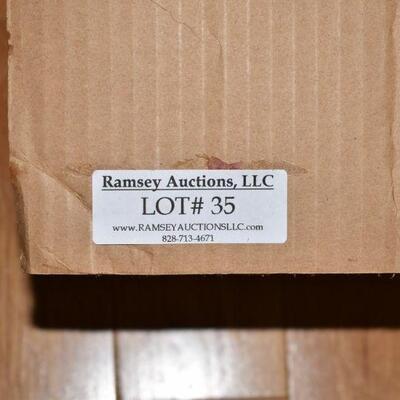 Ramsey Auctions, LLC
LOT# 35
www.RAMSEYAUCTIONSLLC.com
828-713-4671